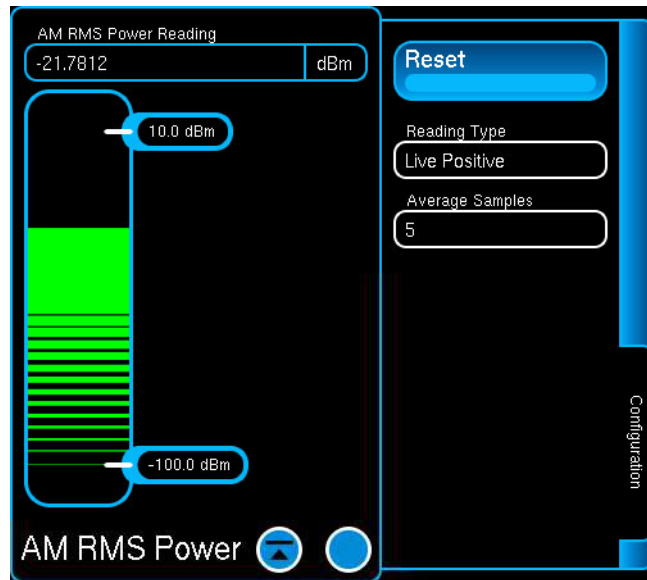 AM RMS Power Reading
-21.7812 dBm
10.0 dBm
-100.0 dBm
AM RMS Power
Reset
Reading Type
Live Positive
Average Samples
5
Configuration